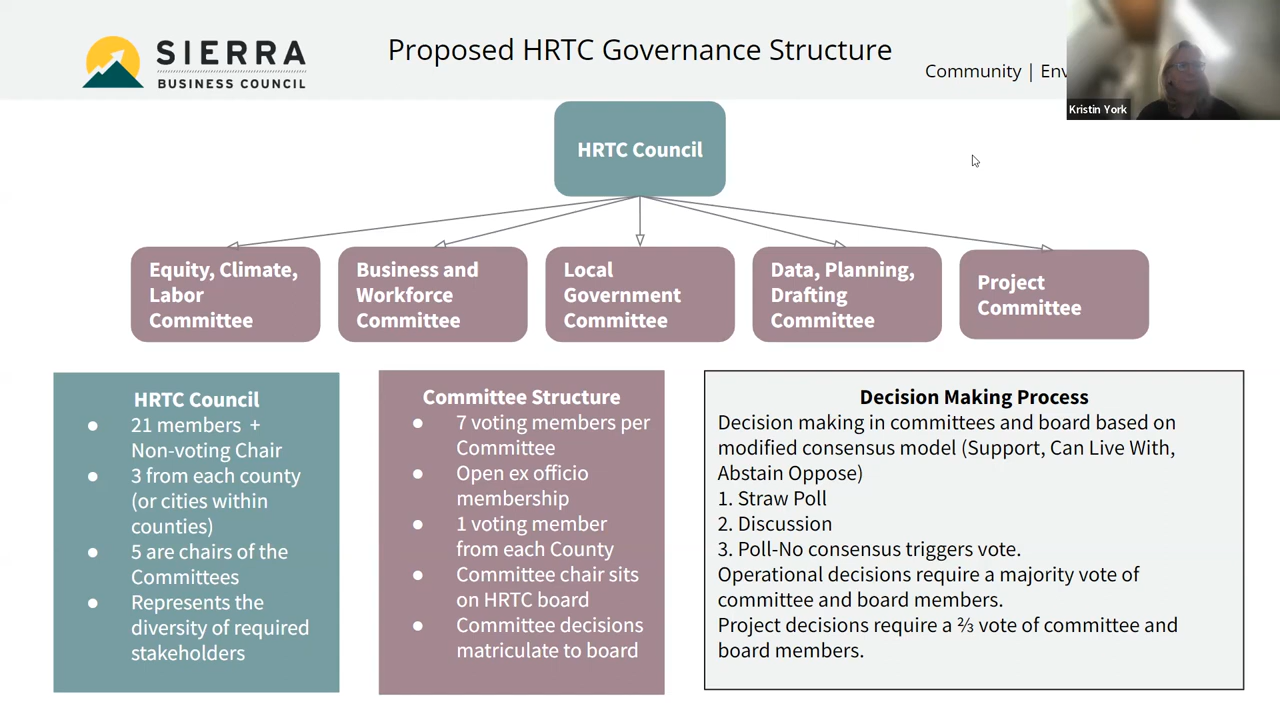 SIERRA
BUSINESS COUNCIL
Proposed HRTC Governance Structure
Community | Env
Kristin York
HRTC Council
Equity, Climate,
Labor
Committee
Business and
Workforce
Committee
Local
Government
Committee
Data, Planning,
Drafting
Committee
Project
Committee
HRTC Council
● 21 members +
Non-voting Chair
● 3 from each county
(or cities within
counties)
● 5 are chairs of the
Committees
● Represents the
diversity of required
stakeholders
Committee Structure
● 7 voting members per
Committee
● Open ex officio
membership
● 1 voting member
from each County
● Committee chair sits
on HRTC board
● Committee decisions
matriculate to board
Decision Making Process
Decision making in committees and board based on
modified consensus model (Support, Can Live With,
Abstain Oppose)
1. Straw Poll
2. Discussion
3. Poll-No consensus triggers vote.
Operational decisions require a majority vote of
committee and board members.
Project decisions require a ⅔ vote of committee and
board members.